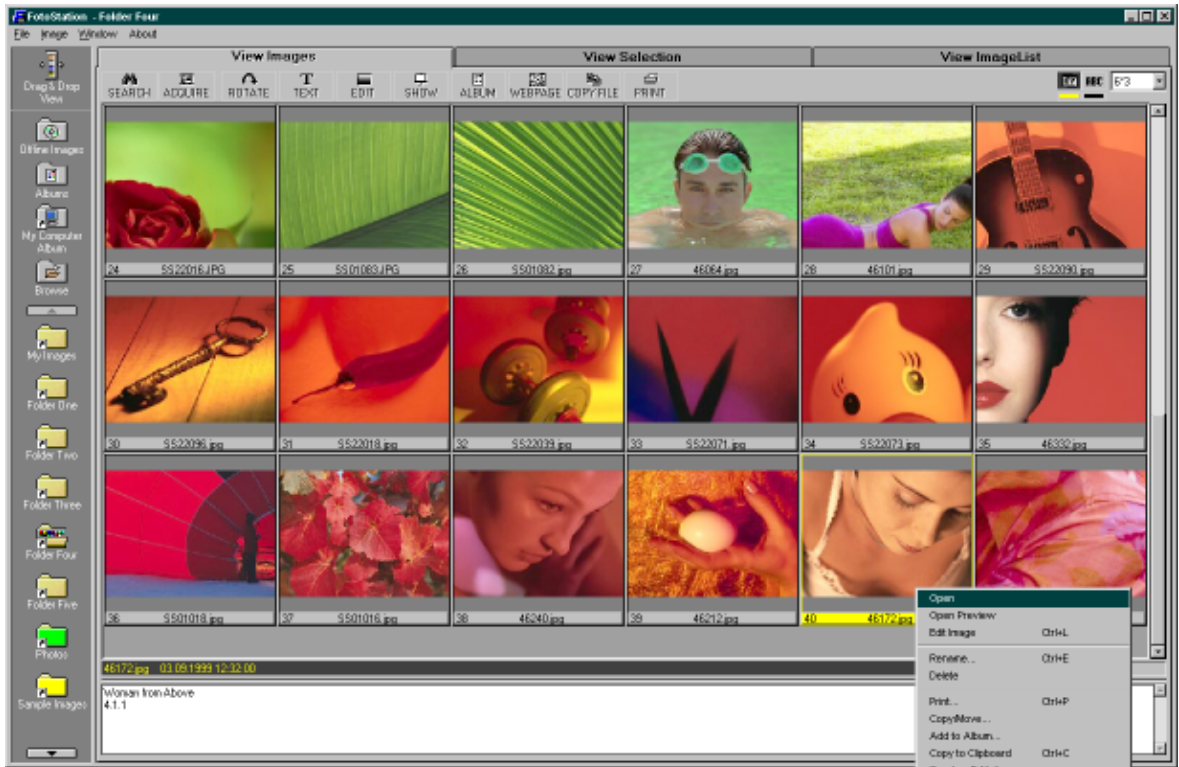 FotoStation - Folder Four
File Image Window About
View Images View Selection View ImageList
Drag & Drop View
SEARCH ACQUIRE ROTATE TEXT EDIT SHOW ALBUM WEBPAGE COPYFILE PRINT ABC 6*3
Offline Images
Albums
My Computer Album
Browse
My Images
Folder One
Folder Two
Folder Three
Folder Four
Folder Five
Photos
Sample Images
24 SS22016.JPG 25 SS01083.JPG 26 SS01082.jpg 27 46064.jpg 28 46101.jpg 29 SS22090.jpg
30 SS22096.jpg 31 SS22018.jpg 32 SS22039.jpg 33 SS22071.jpg 34 SS22073.jpg 35 46332.jpg
36 SS01018.jpg 37 SS01016.jpg 38 46240.jpg 39 46212.jpg 40 46172.jpg
46172.jpg 03.09.1999 12:32:00
Woman from Above
4.1.1
Open
Open Preview
Edit Image Ctrl+L
Rename... Ctrl+E
Delete
Print... Ctrl+P
Copy/Move...
Add to Album...
Copy to Clipboard Ctrl+C